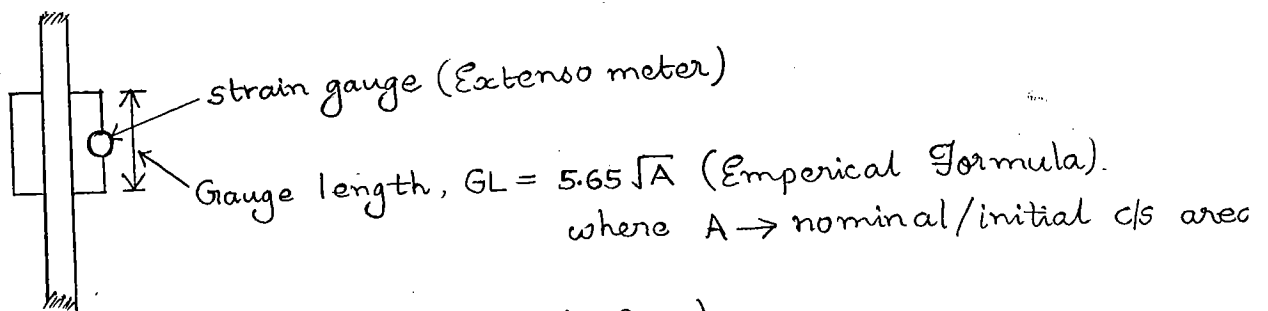 strain gauge (Extenso meter)
Gauge length, GL = 5.65 √A (Emperical Formula).
where A → nominal/initial c/s area